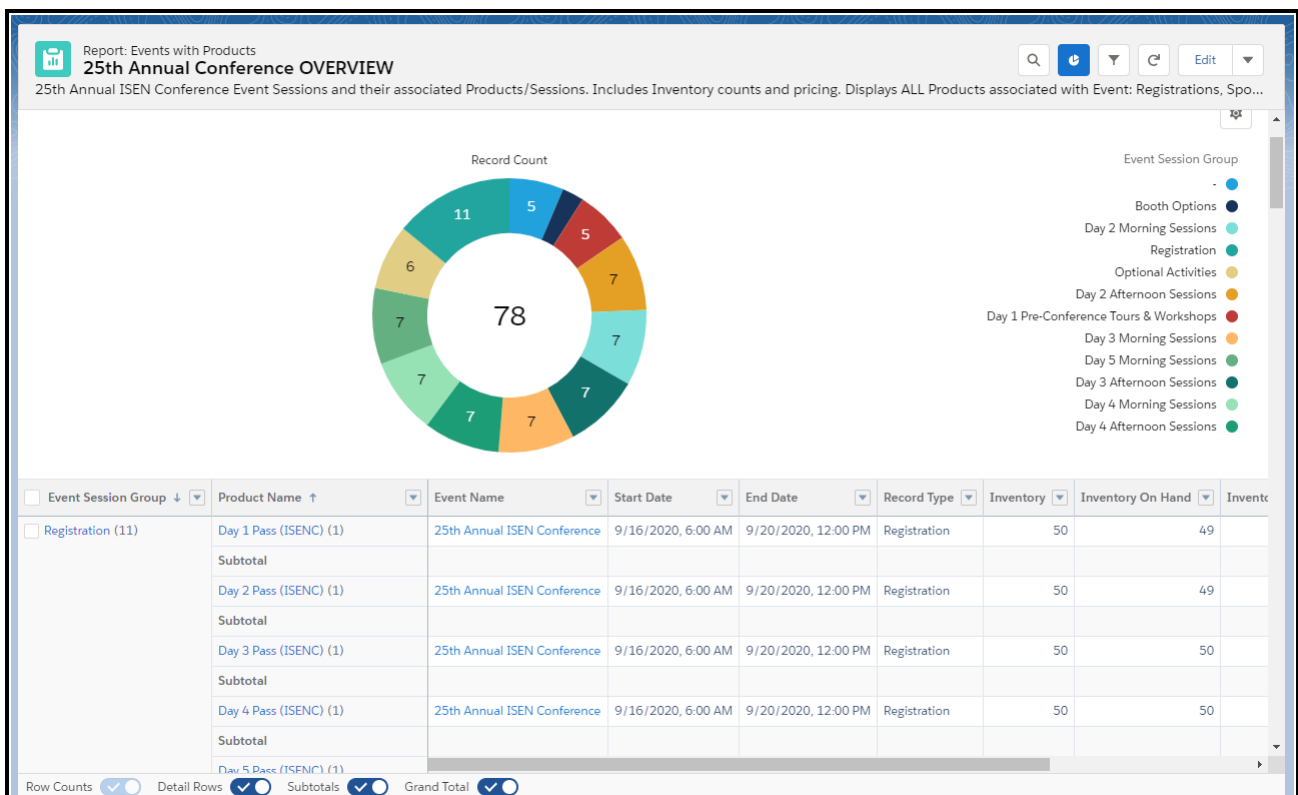 Report: Events with Products
25th Annual Conference OVERVIEW
Edit
25th Annual ISEN Conference Event Sessions and their associated Products/Sessions. Includes Inventory counts and pricing. Displays ALL Products associated with Event: Registrations, Spo...
Record Count
5
5
7
7
7
7
7
7
7
6
11
78
Event Session Group
-
Booth Options
Day 2 Morning Sessions
Registration
Optional Activities
Day 2 Afternoon Sessions
Day 1 Pre-Conference Tours & Workshops
Day 3 Morning Sessions
Day 5 Morning Sessions
Day 3 Afternoon Sessions
Day 4 Morning Sessions
Day 4 Afternoon Sessions
Event Session Group ↓ Product Name ↑ Event Name Start Date End Date Record Type Inventory Inventory On Hand Invento
Registration (11) Day 1 Pass (ISENC) (1) 25th Annual ISEN Conference 9/16/2020, 6:00 AM 9/20/2020, 12:00 PM Registration 50 49
Subtotal
Day 2 Pass (ISENC) (1) 25th Annual ISEN Conference 9/16/2020, 6:00 AM 9/20/2020, 12:00 PM Registration 50 49
Subtotal
Day 3 Pass (ISENC) (1) 25th Annual ISEN Conference 9/16/2020, 6:00 AM 9/20/2020, 12:00 PM Registration 50 50
Subtotal
Day 4 Pass (ISENC) (1) 25th Annual ISEN Conference 9/16/2020, 6:00 AM 9/20/2020, 12:00 PM Registration 50 50
Subtotal
Day 5 Pass (ISENC) (1)
Row Counts Detail Rows Subtotals Grand Total